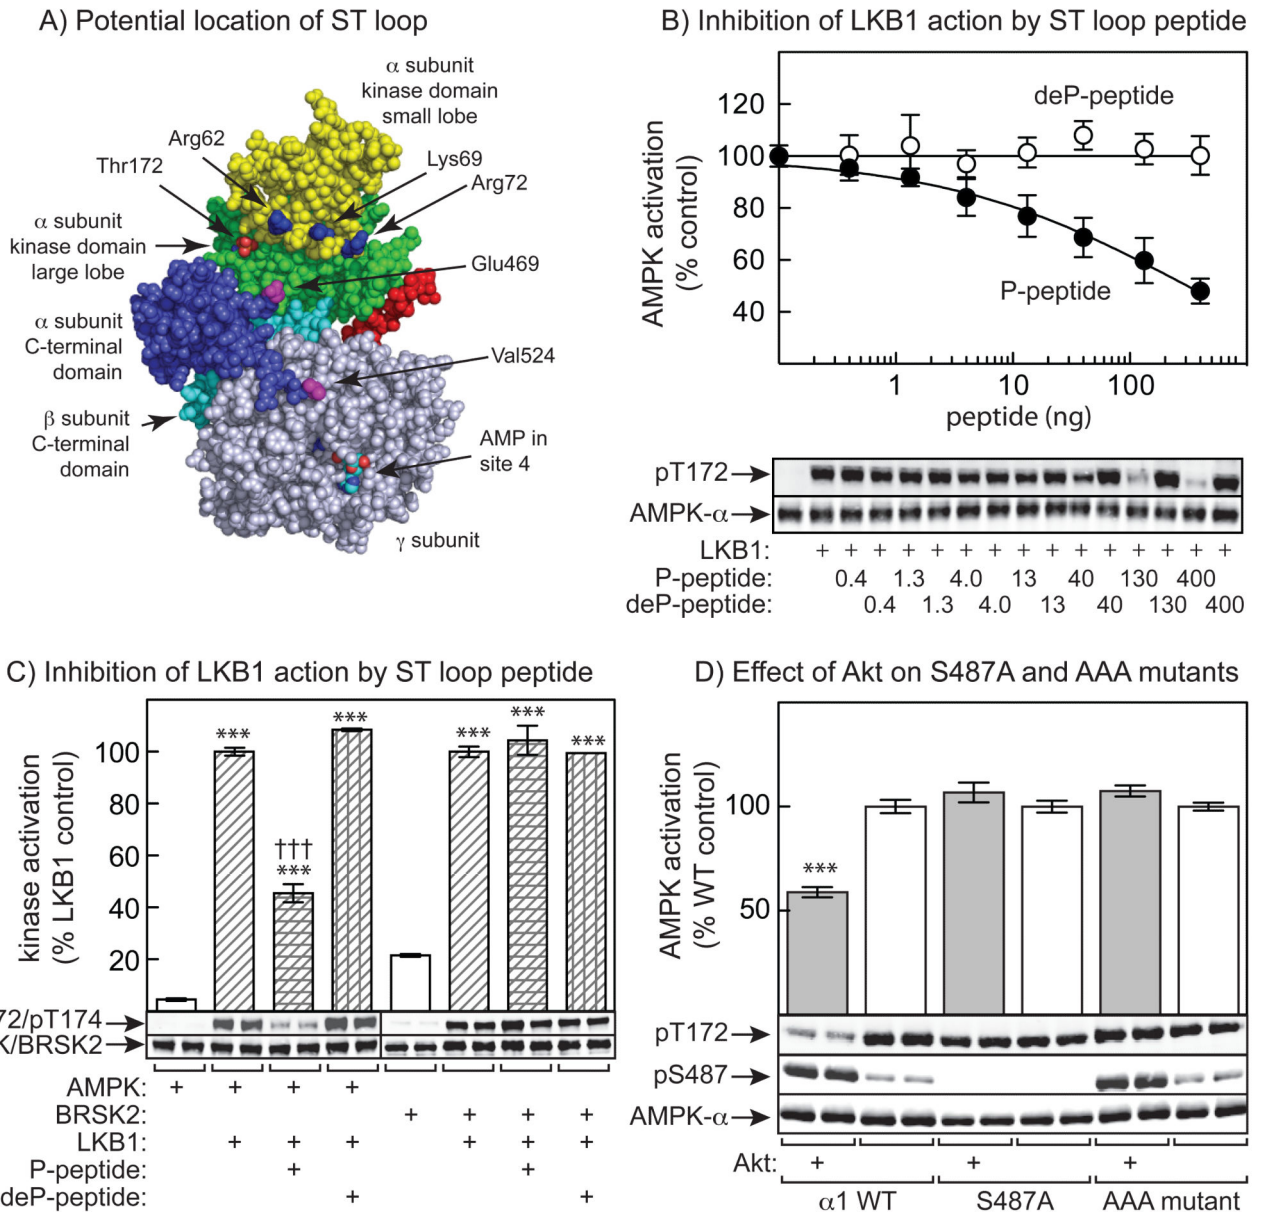 A) Potential location of ST loop
α subunit
kinase domain
small lobe
Arg62
Thr172
Lys69
Arg72
α subunit
kinase domain
large lobe
Glu469
α subunit
C-terminal
domain
Val524
β subunit
C-terminal
domain
AMP in
site 4
γ subunit
B) Inhibition of LKB1 action by ST loop peptide
AMPK activation
(% control)
120
100
80
60
40
deP-peptide
P-peptide
1 10 100
peptide (ng)
pT172
AMPK-α
LKB1: + + + + + + + + + + + + + + +
P-peptide: 0.4 1.3 4.0 13 40 130 400
deP-peptide: 0.4 1.3 4.0 13 40 130 400
C) Inhibition of LKB1 action by ST loop peptide
kinase activation
(% LKB1 control)
100
80
60
40
20
*** ††† *** *** *** *** ***
72/pT174
K/BRSK2
AMPK: + + + +
BRSK2: + + + +
LKB1: + + + + + +
P-peptide: + +
deP-peptide: + +
D) Effect of Akt on S487A and AAA mutants
AMPK activation
(% WT control)
100
50
***
pT172
pS487
AMPK-α
Akt: + + +
α1 WT S487A AAA mutant